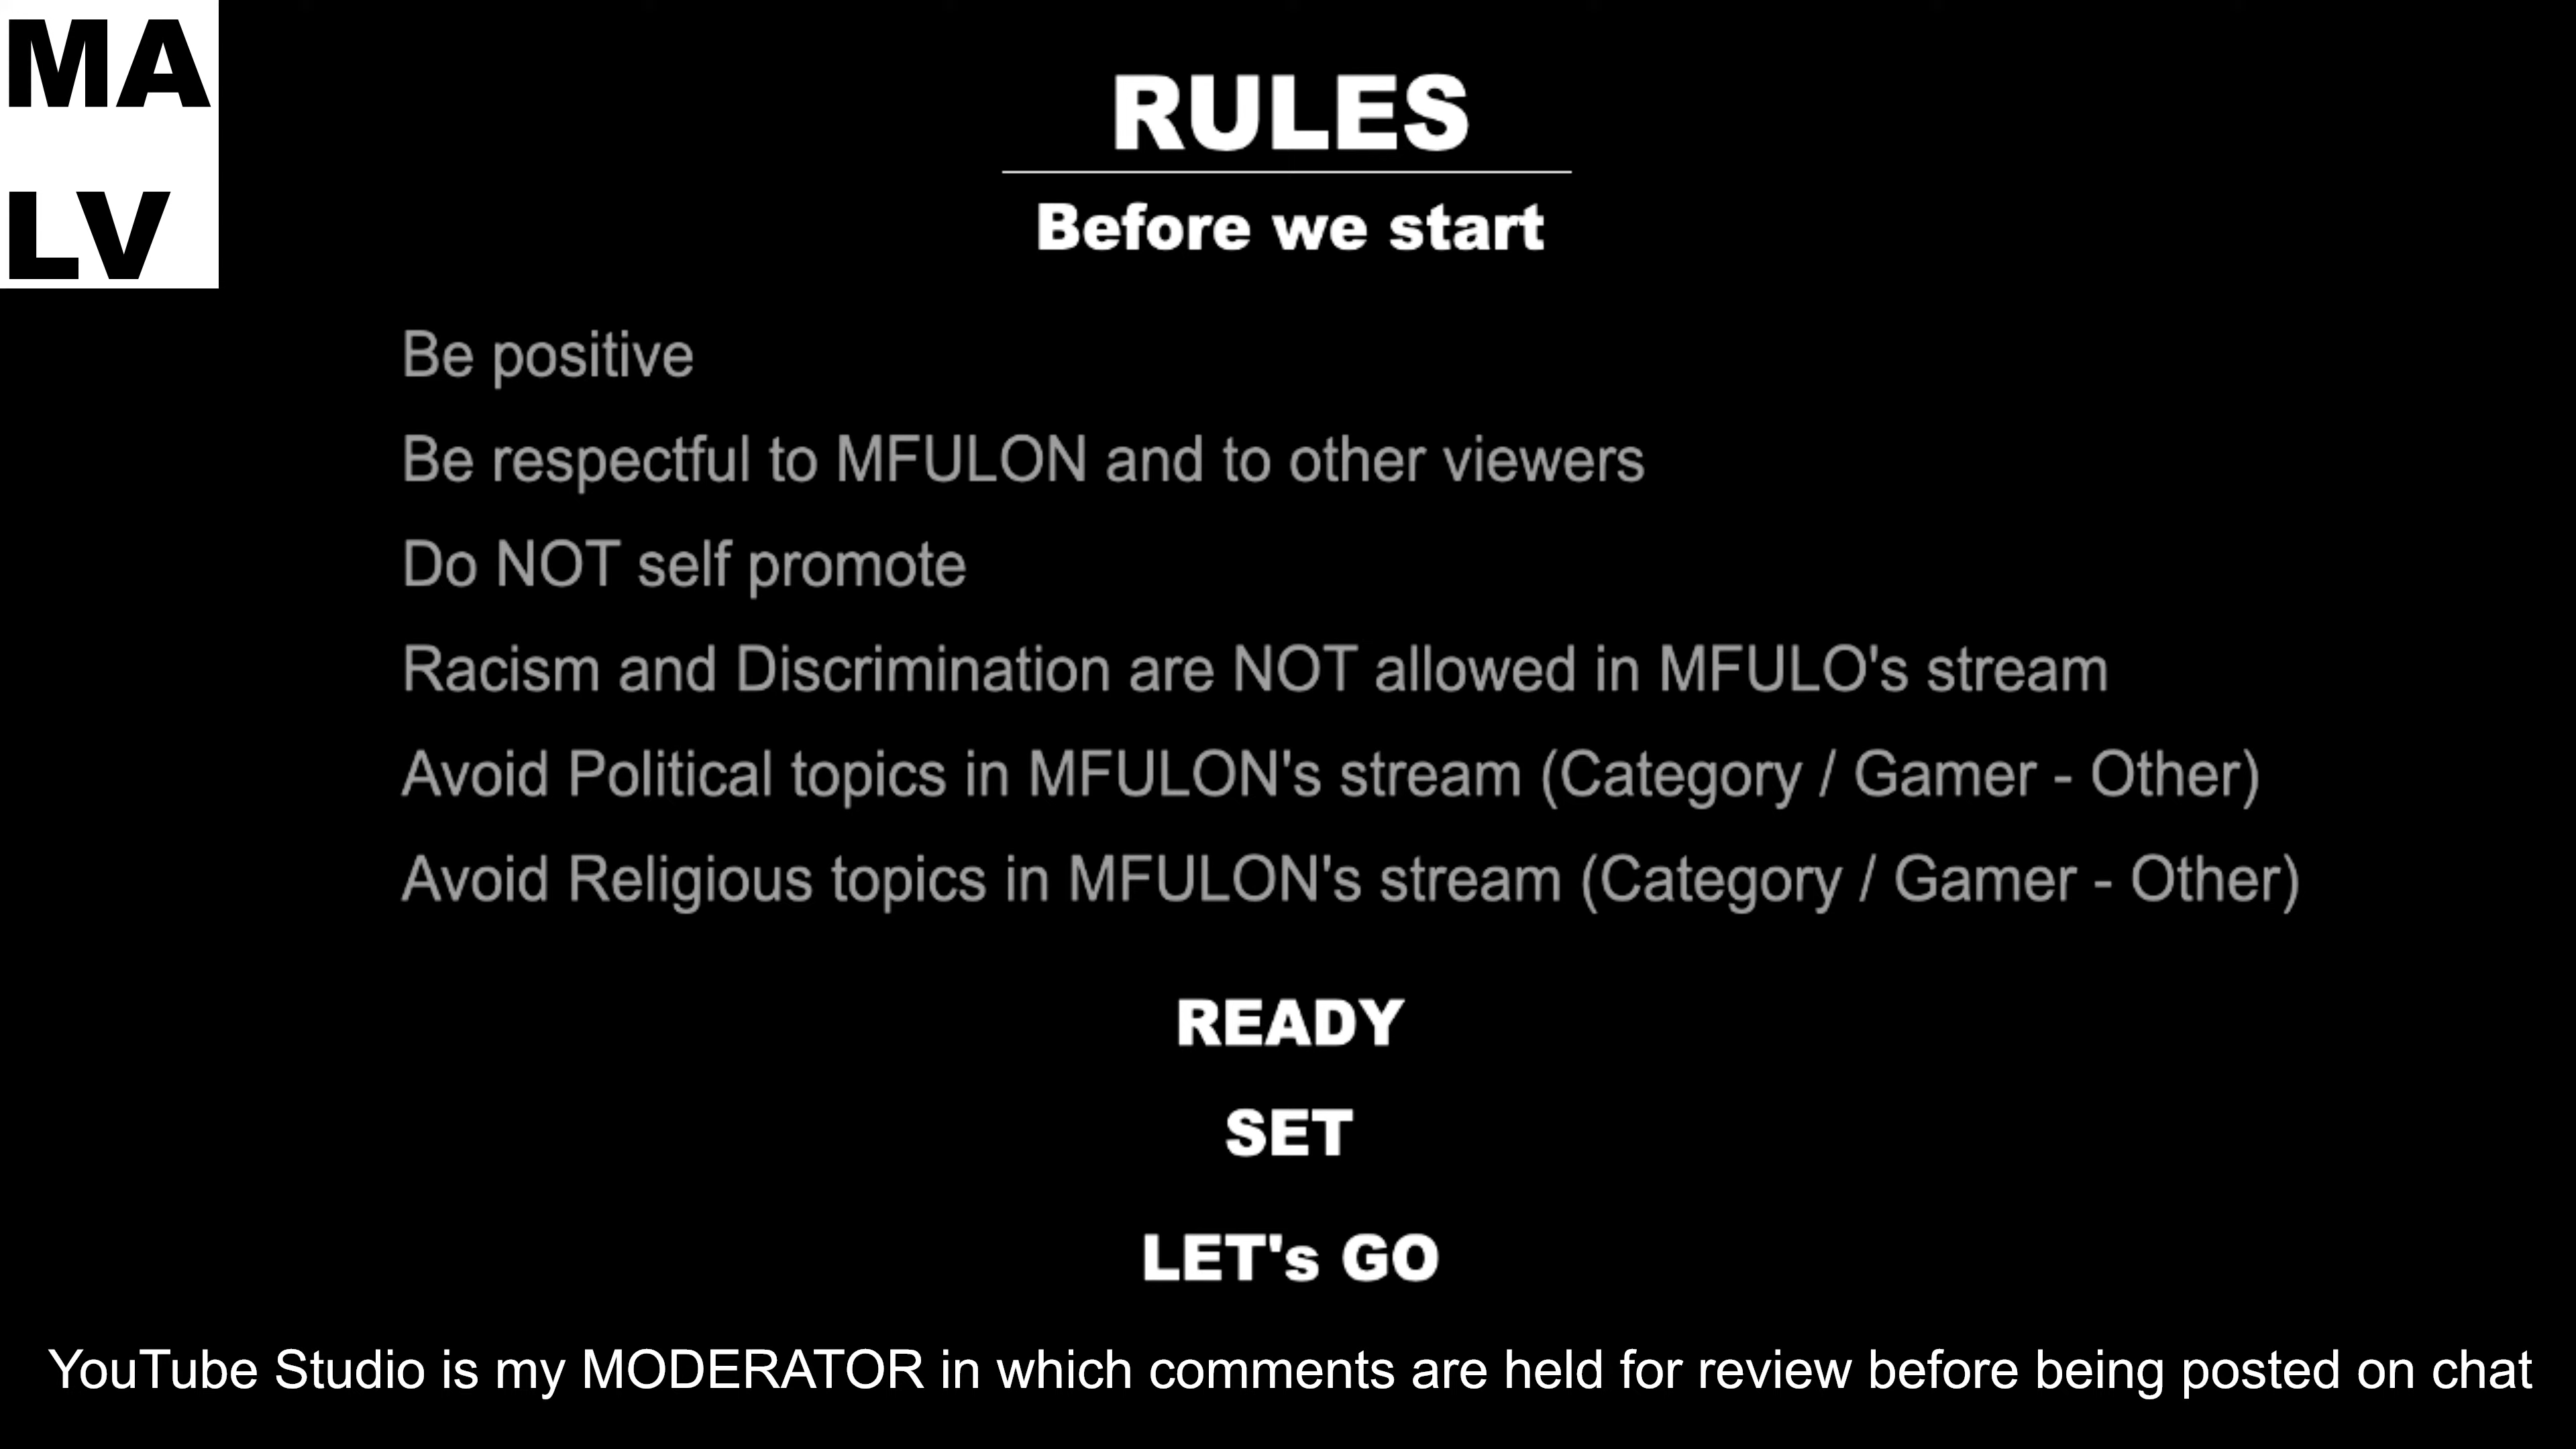 MA
LV
RULES
Before we start
Be positive
Be respectful to MFULON and to other viewers
Do NOT self promote
Racism and Discrimination are NOT allowed in MFULO's stream
Avoid Political topics in MFULON's stream (Category / Gamer - Other)
Avoid Religious topics in MFULON's stream (Category / Gamer - Other)
READY
SET
LET's GO
YouTube Studio is my MODERATOR in which comments are held for review before being posted on chat